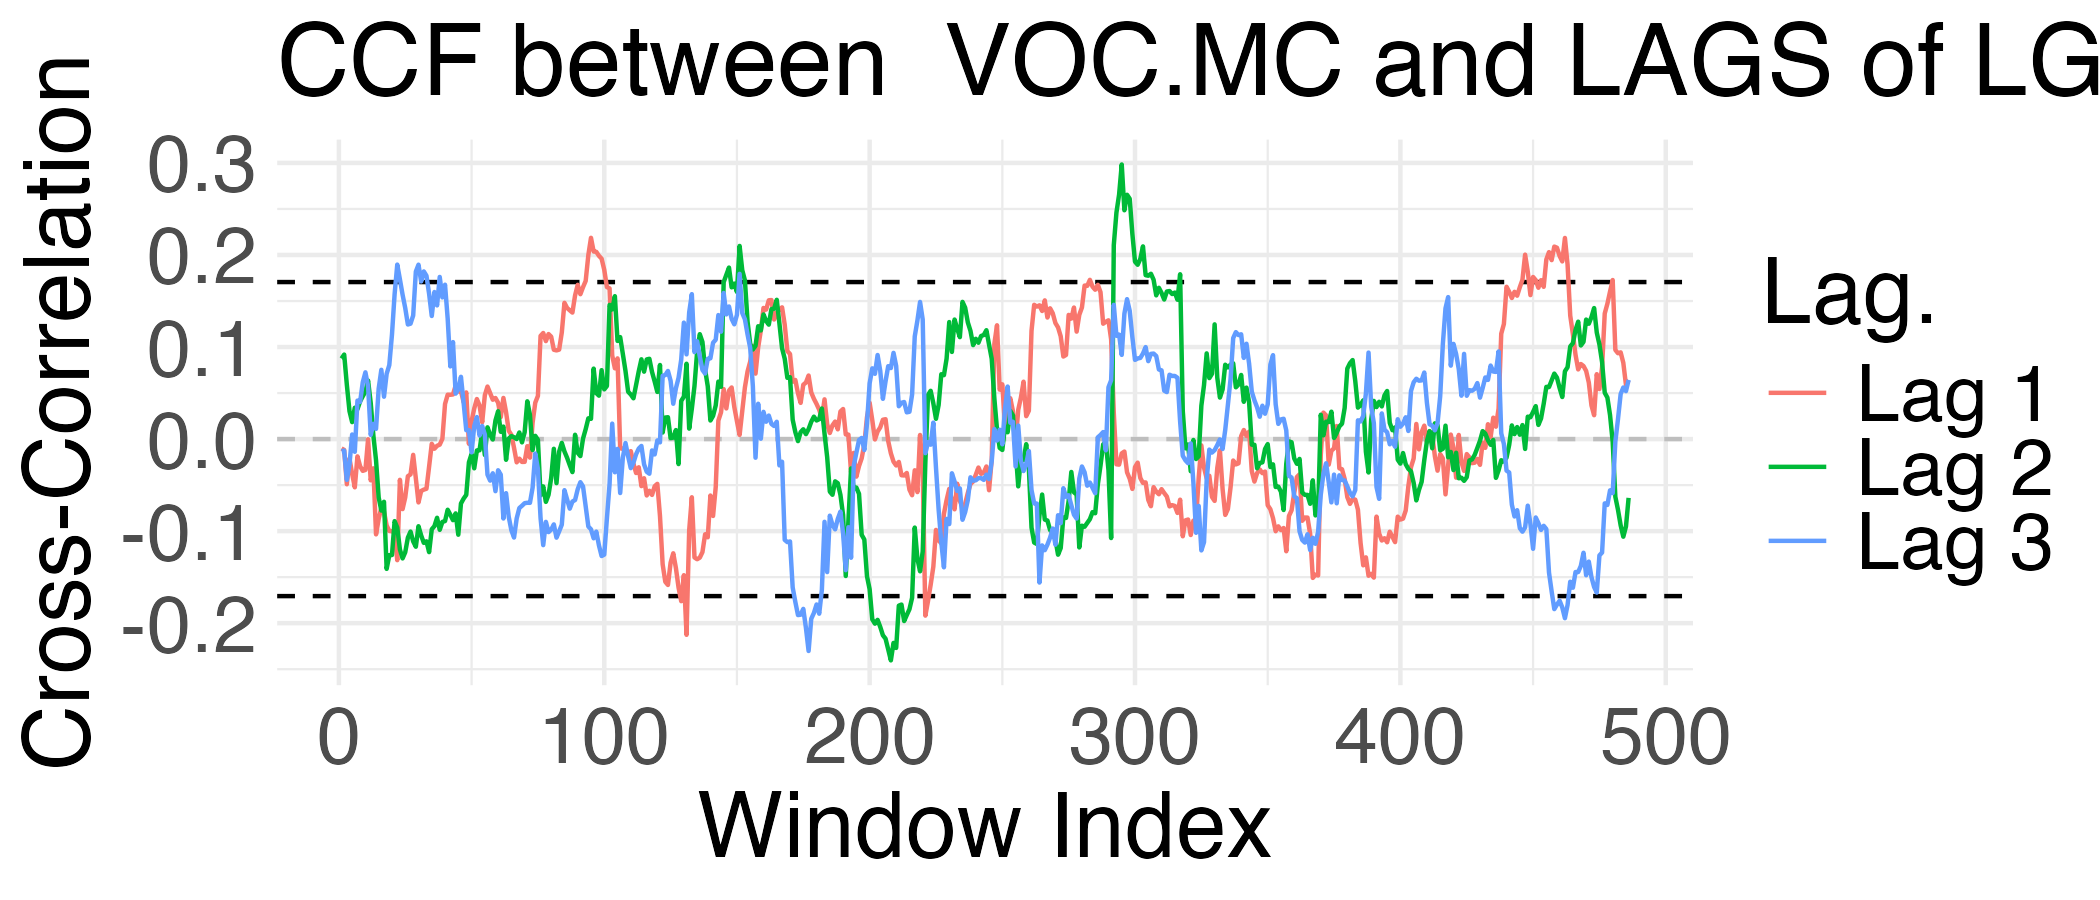 CCF between  VOC.MC and LAGS of LG
Cross-Correlation
0.3
0.2
0.1
0.0
-0.1
-0.2
0
100
200
300
400
500
Window Index
Lag.
Lag 1
Lag 2
Lag 3